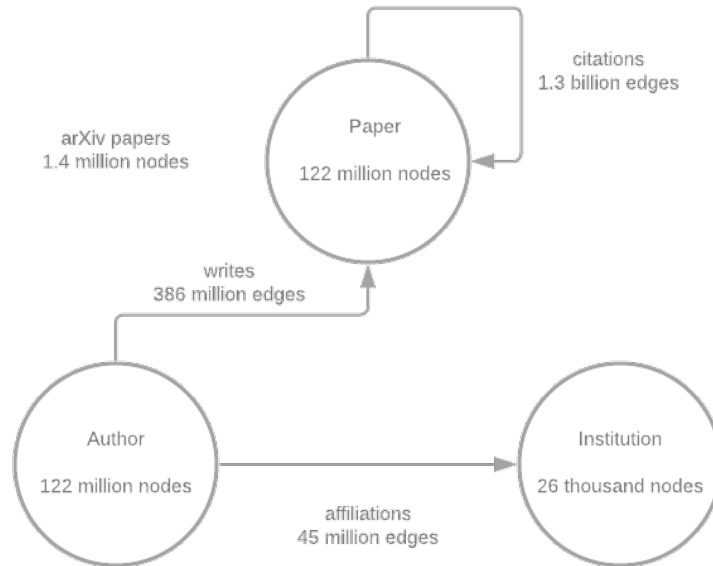 citations
1.3 billion edges
Paper
122 million nodes
arXiv papers
1.4 million nodes
writes
386 million edges
Author
122 million nodes
Institution
26 thousand nodes
affiliations
45 million edges